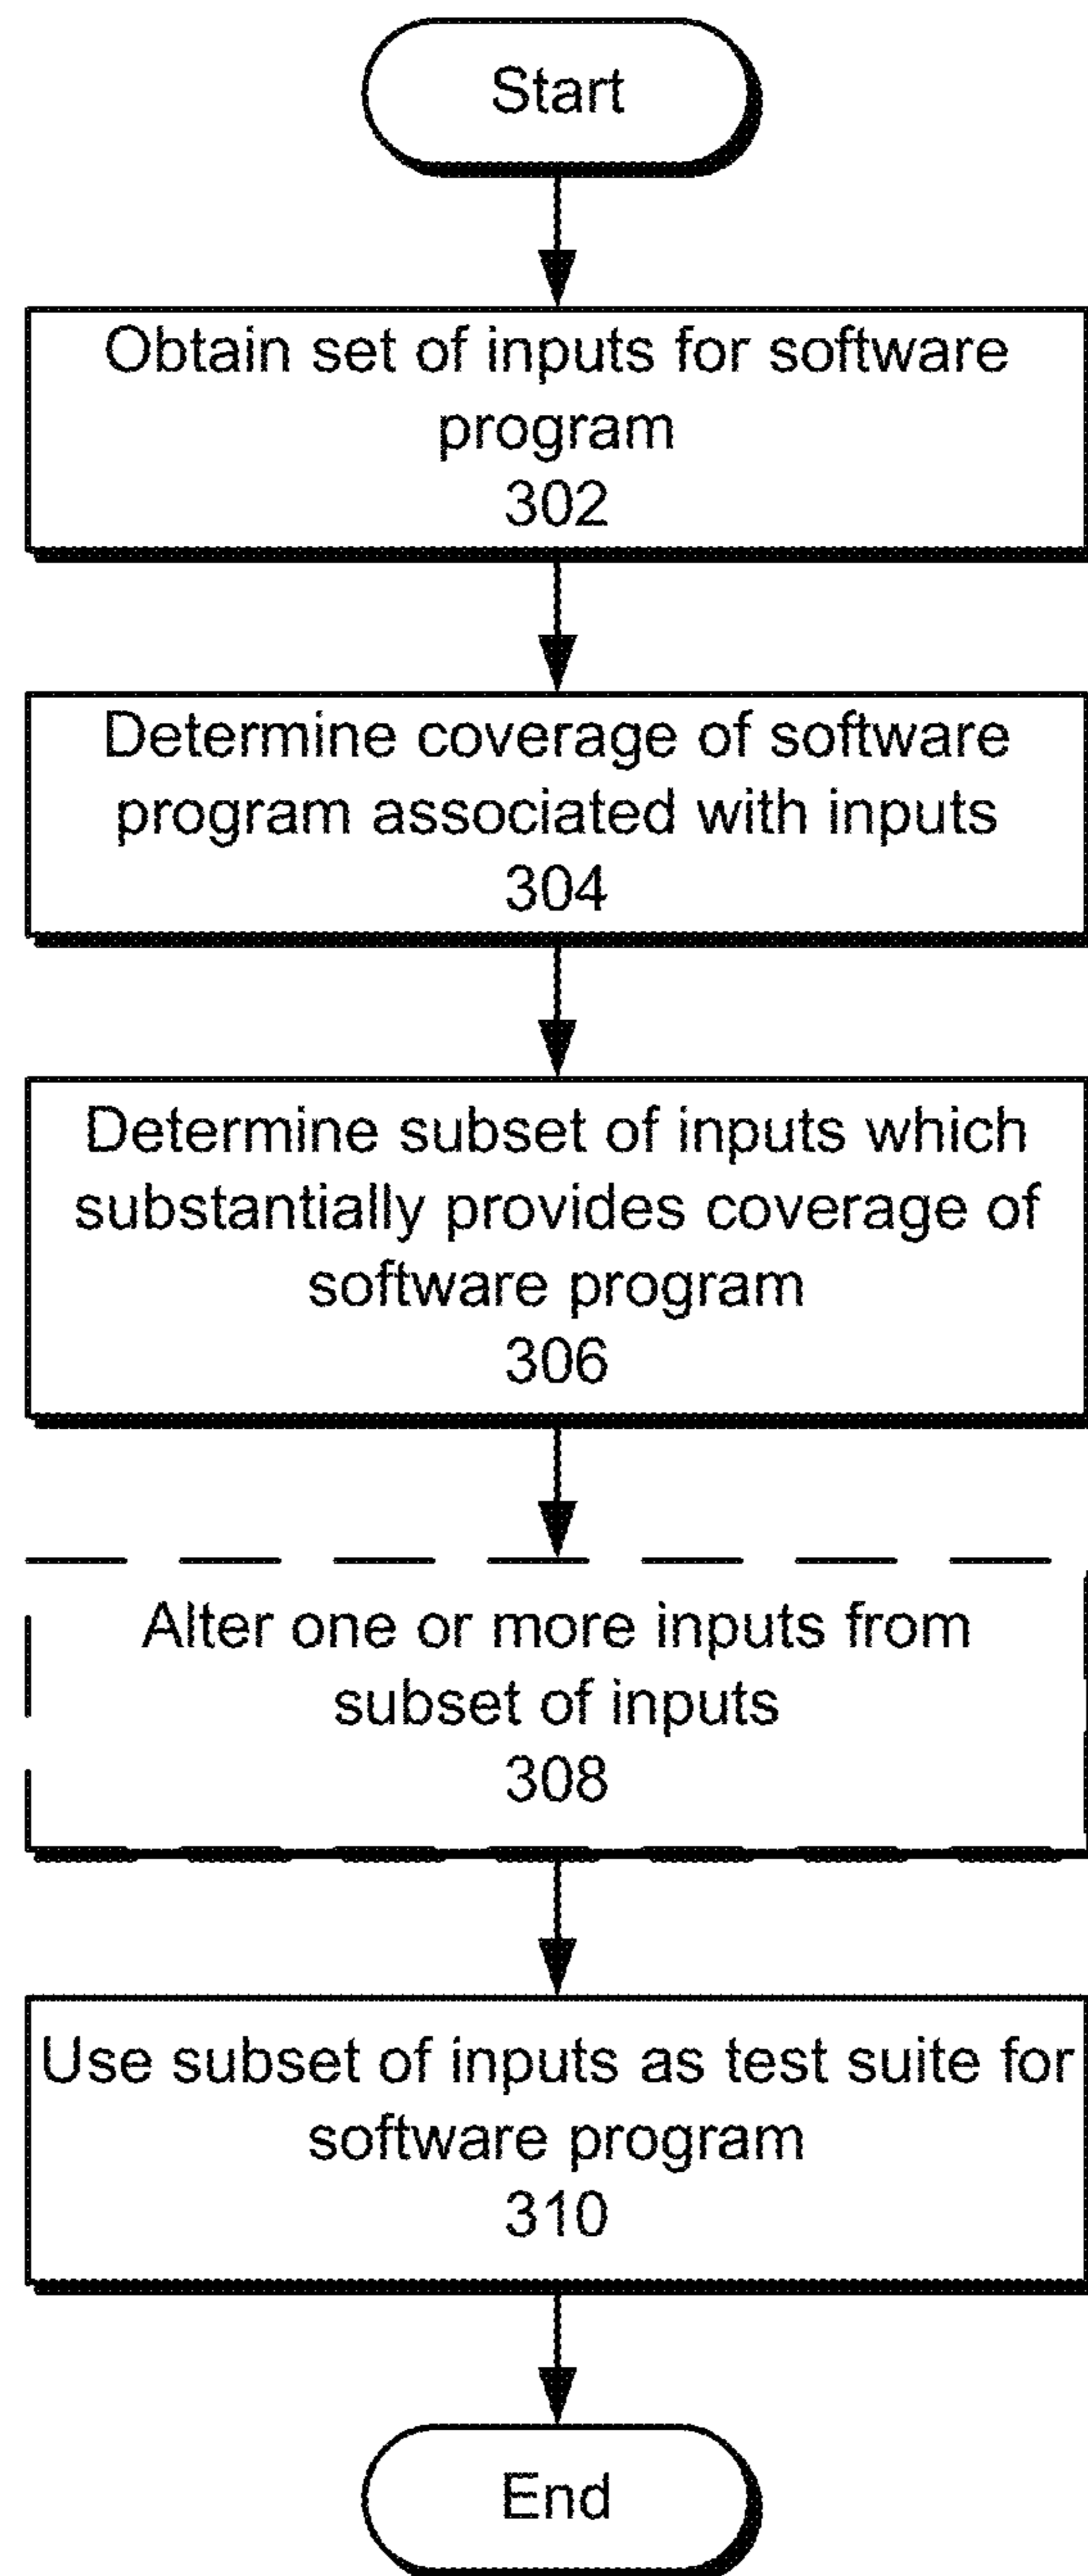 Start
Obtain set of inputs for software
program
302
Determine coverage of software
program associated with inputs
304
Determine subset of inputs which
substantially provides coverage of
software program
306
Alter one or more inputs from
subset of inputs
308
Use subset of inputs as test suite for
software program
310
End